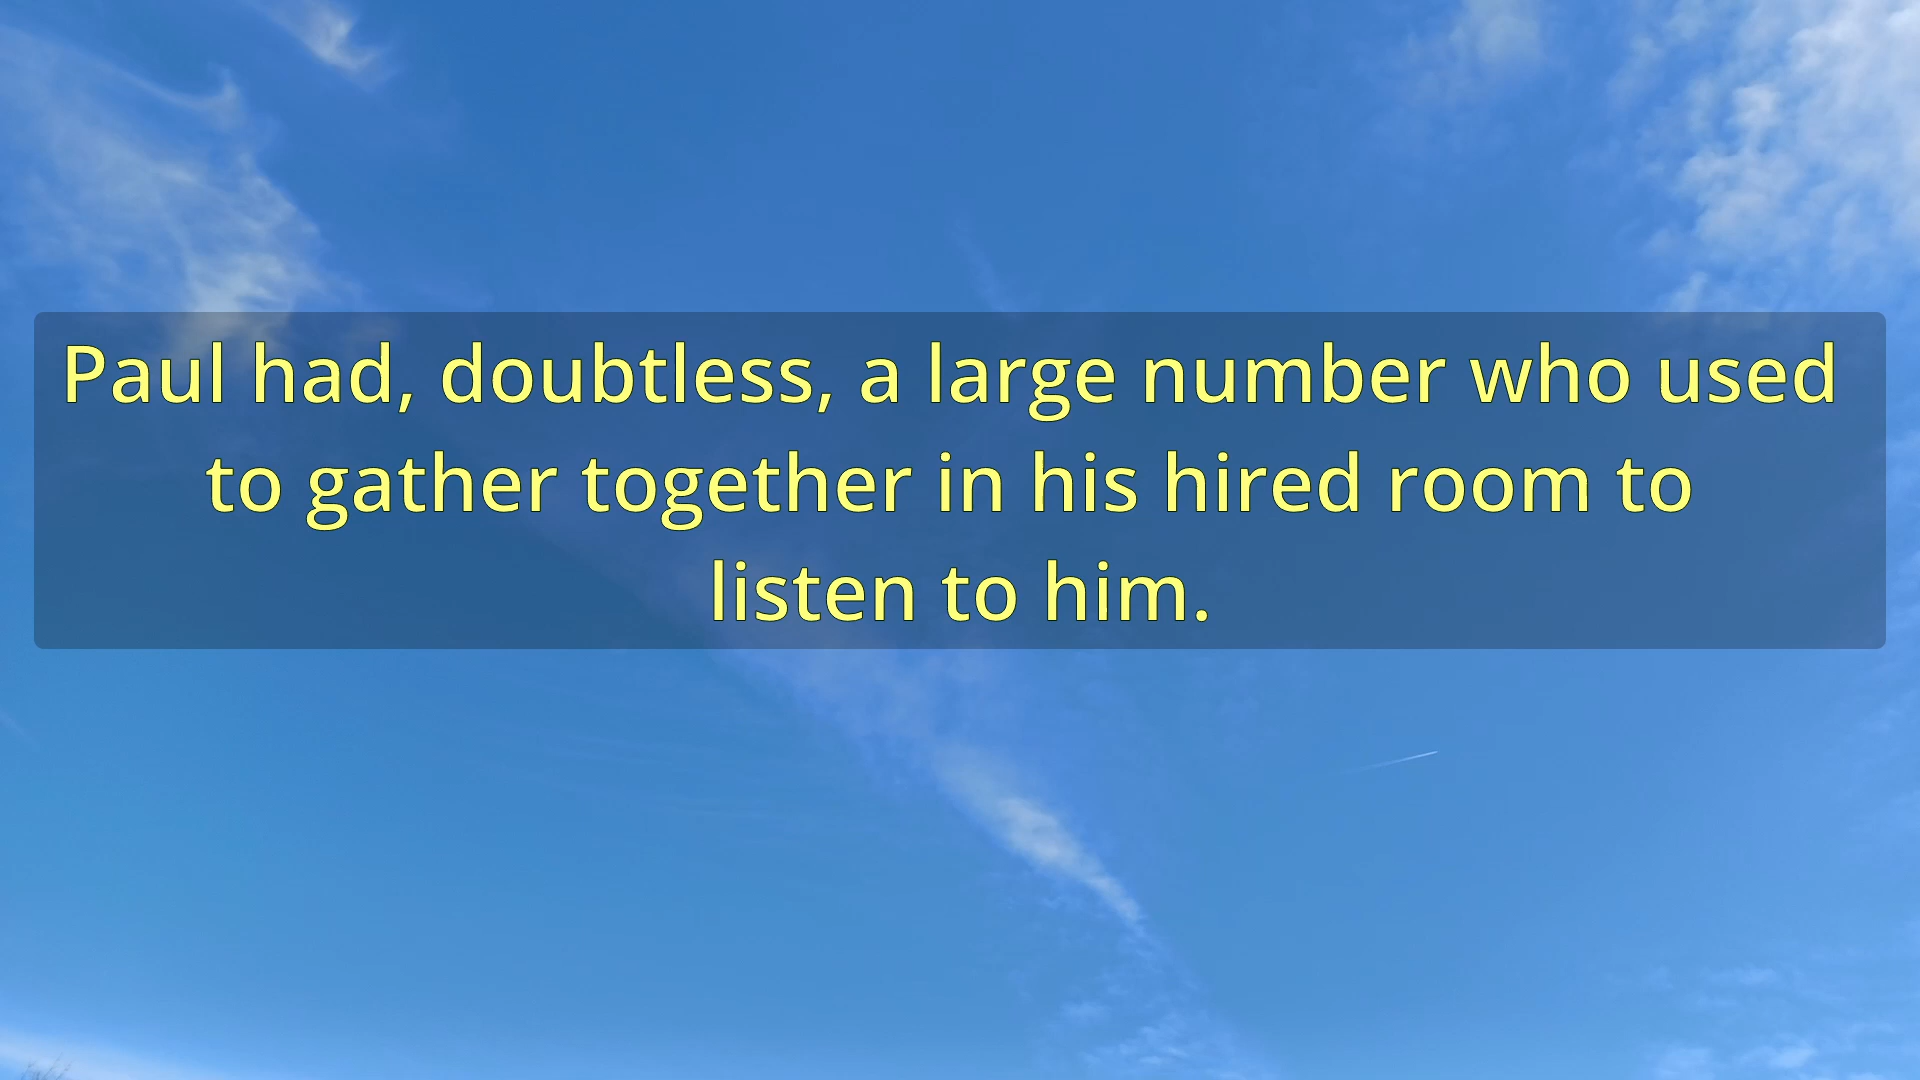 Paul had, doubtless, a large number who used
to gather together in his hired room to
listen to him.